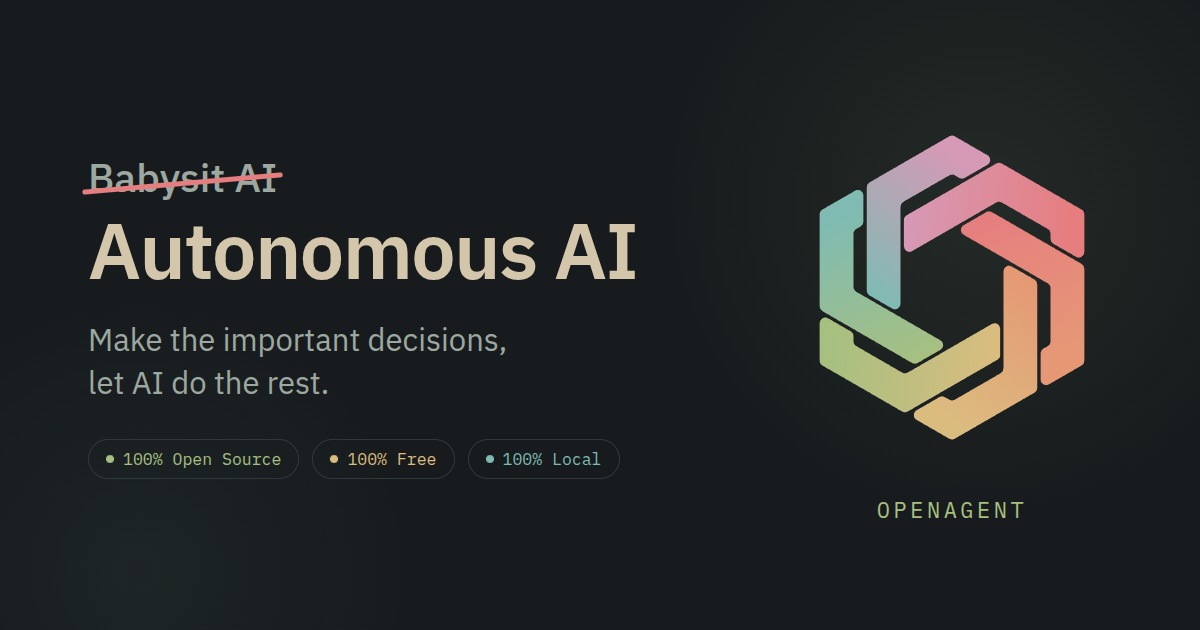 Babysit AI
Autonomous AI
Make the important decisions,
let AI do the rest.
100% Open Source
100% Free
100% Local
OPENAGENT